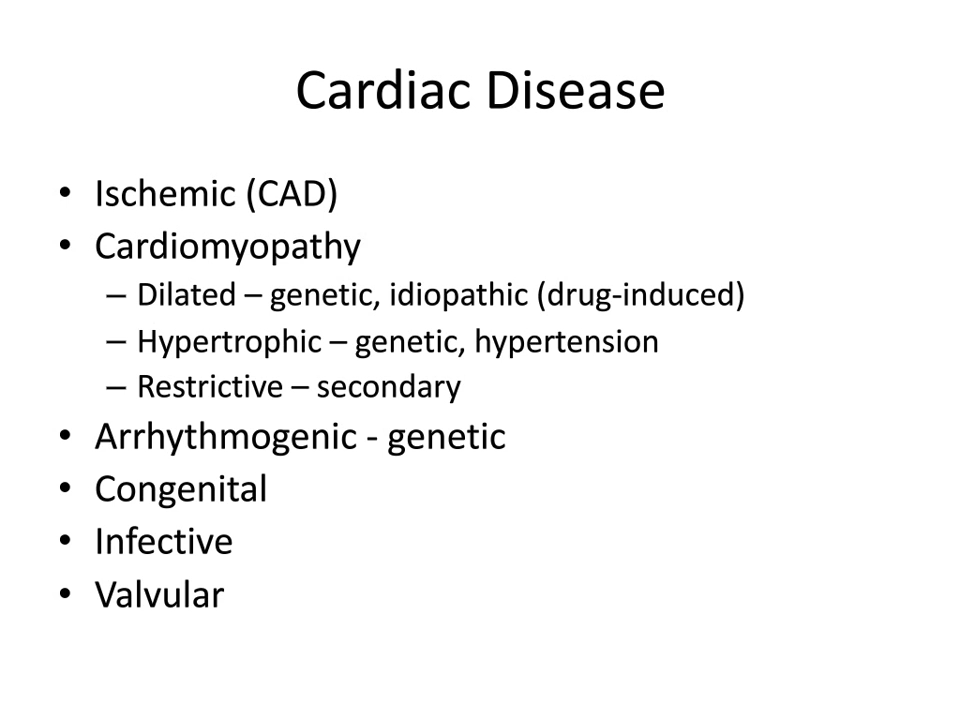 Cardiac Disease
• Ischemic (CAD)
• Cardiomyopathy
– Dilated – genetic, idiopathic (drug-induced)
– Hypertrophic – genetic, hypertension
– Restrictive – secondary
• Arrhythmogenic - genetic
• Congenital
• Infective
• Valvular